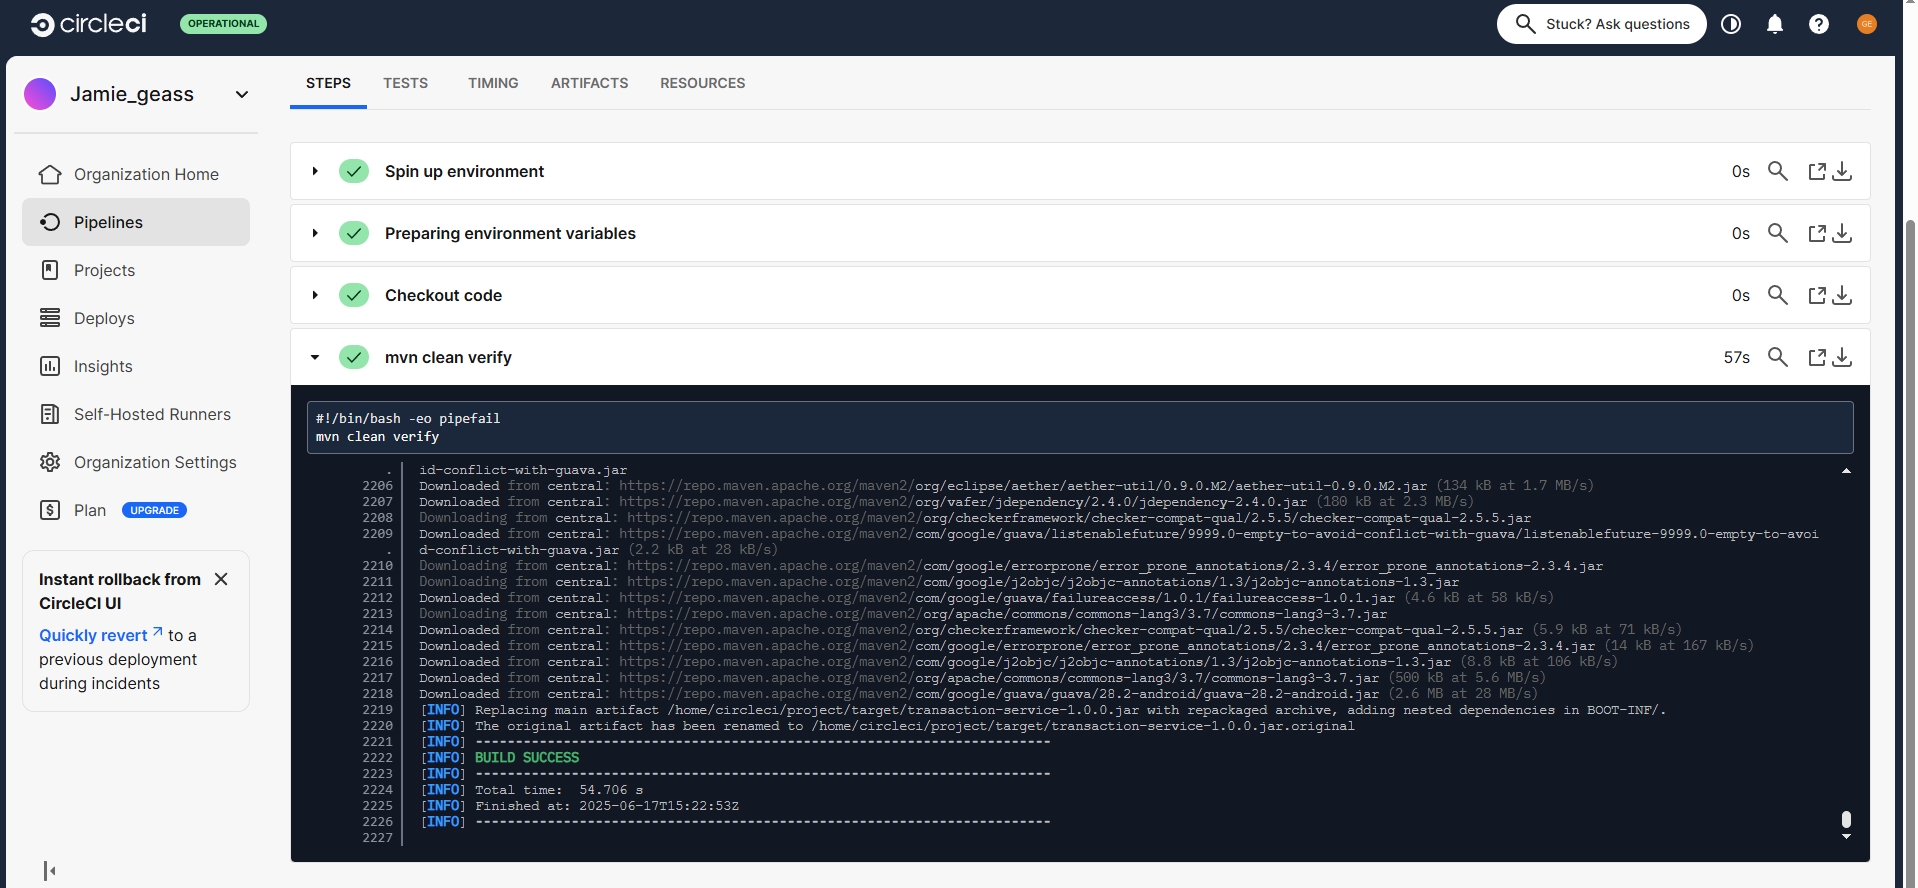 circleci
OPERATIONAL
Stuck? Ask questions
GE
Jamie_geass
STEPS
TESTS
TIMING
ARTIFACTS
RESOURCES
Organization Home
Pipelines
Projects
Deploys
Insights
Self-Hosted Runners
Organization Settings
Plan UPGRADE
Instant rollback from
CircleCI UI
Quickly revert to a
previous deployment
during incidents
Spin up environment 0s
Preparing environment variables 0s
Checkout code 0s
mvn clean verify 57s
#!/bin/bash -eo pipefail
mvn clean verify
. id-conflict-with-guava.jar
2206 Downloaded from central: https://repo.maven.apache.org/maven2/org/eclipse/aether/aether-util/0.9.0.M2/aether-util-0.9.0.M2.jar (134 kB at 1.7 MB/s)
2207 Downloaded from central: https://repo.maven.apache.org/maven2/org/vafer/jdependency/2.4.0/jdependency-2.4.0.jar (180 kB at 2.3 MB/s)
2208 Downloading from central: https://repo.maven.apache.org/maven2/org/checkerframework/checker-compat-qual/2.5.5/checker-compat-qual-2.5.5.jar
2209 Downloaded from central: https://repo.maven.apache.org/maven2/com/google/guava/listenablefuture/9999.0-empty-to-avoid-conflict-with-guava/listenablefuture-9999.0-empty-to-avoi
. d-conflict-with-guava.jar (2.2 kB at 28 kB/s)
2210 Downloading from central: https://repo.maven.apache.org/maven2/com/google/errorprone/error_prone_annotations/2.3.4/error_prone_annotations-2.3.4.jar
2211 Downloading from central: https://repo.maven.apache.org/maven2/com/google/j2objc/j2objc-annotations/1.3/j2objc-annotations-1.3.jar
2212 Downloaded from central: https://repo.maven.apache.org/maven2/com/google/guava/failureaccess/1.0.1/failureaccess-1.0.1.jar (4.6 kB at 58 kB/s)
2213 Downloading from central: https://repo.maven.apache.org/maven2/org/apache/commons/commons-lang3/3.7/commons-lang3-3.7.jar
2214 Downloaded from central: https://repo.maven.apache.org/maven2/org/checkerframework/checker-compat-qual/2.5.5/checker-compat-qual-2.5.5.jar (5.9 kB at 71 kB/s)
2215 Downloaded from central: https://repo.maven.apache.org/maven2/com/google/errorprone/error_prone_annotations/2.3.4/error_prone_annotations-2.3.4.jar (14 kB at 167 kB/s)
2216 Downloaded from central: https://repo.maven.apache.org/maven2/com/google/j2objc/j2objc-annotations/1.3/j2objc-annotations-1.3.jar (8.8 kB at 106 kB/s)
2217 Downloaded from central: https://repo.maven.apache.org/maven2/org/apache/commons/commons-lang3/3.7/commons-lang3-3.7.jar (500 kB at 5.6 MB/s)
2218 Downloaded from central: https://repo.maven.apache.org/maven2/com/google/guava/guava/28.2-android/guava-28.2-android.jar (2.6 MB at 28 MB/s)
2219 [INFO] Replacing main artifact /home/circleci/project/target/transaction-service-1.0.0.jar with repackaged archive, adding nested dependencies in BOOT-INF/.
2220 [INFO] The original artifact has been renamed to /home/circleci/project/target/transaction-service-1.0.0.jar.original
2221 [INFO] ------------------------------------------------------------------------
2222 [INFO] BUILD SUCCESS
2223 [INFO] ------------------------------------------------------------------------
2224 [INFO] Total time:  54.706 s
2225 [INFO] Finished at: 2025-06-17T15:22:53Z
2226 [INFO] ------------------------------------------------------------------------
2227